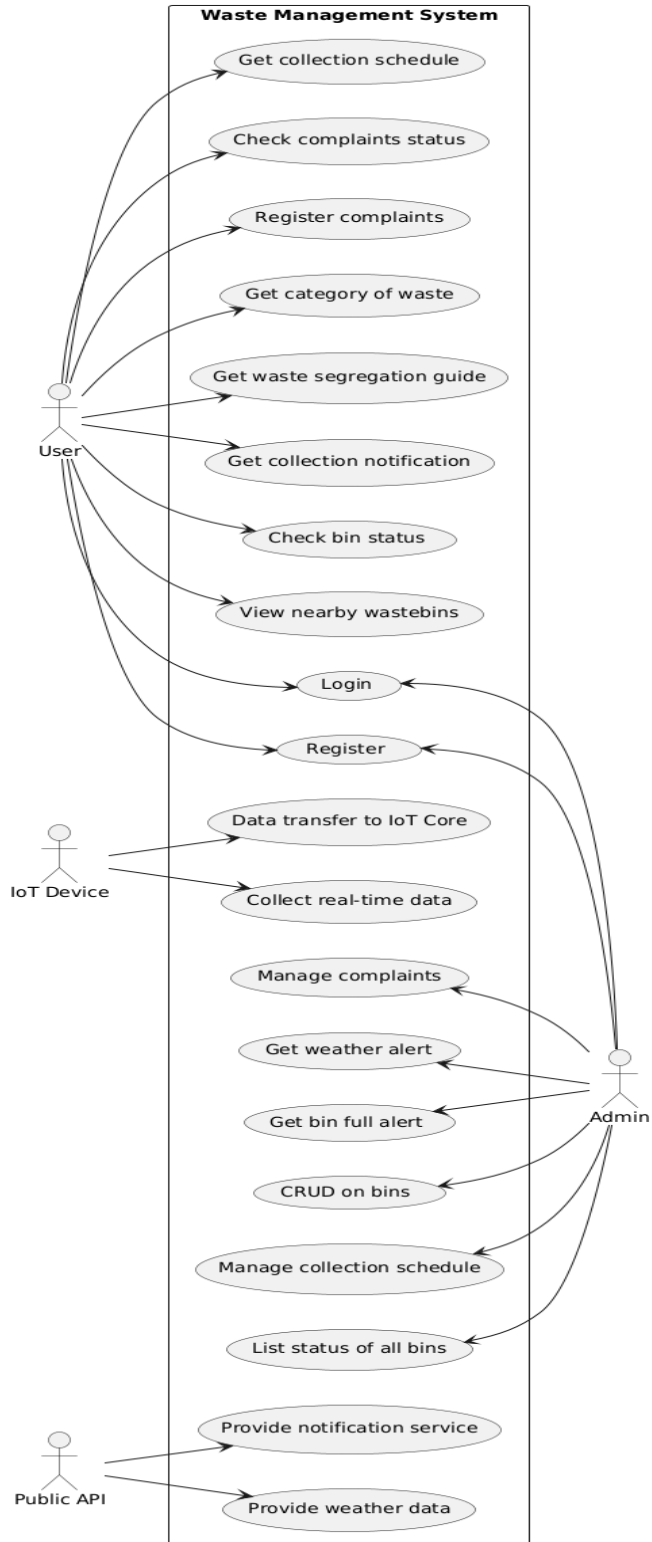 Waste Management System
Get collection schedule
Check complaints status
Register complaints
Get category of waste
Get waste segregation guide
User
Get collection notification
Check bin status
View nearby wastebins
Login
Register
Data transfer to IoT Core
IoT Device
Collect real-time data
Manage complaints
Get weather alert
Admin
Get bin full alert
CRUD on bins
Manage collection schedule
List status of all bins
Provide notification service
Public API
Provide weather data